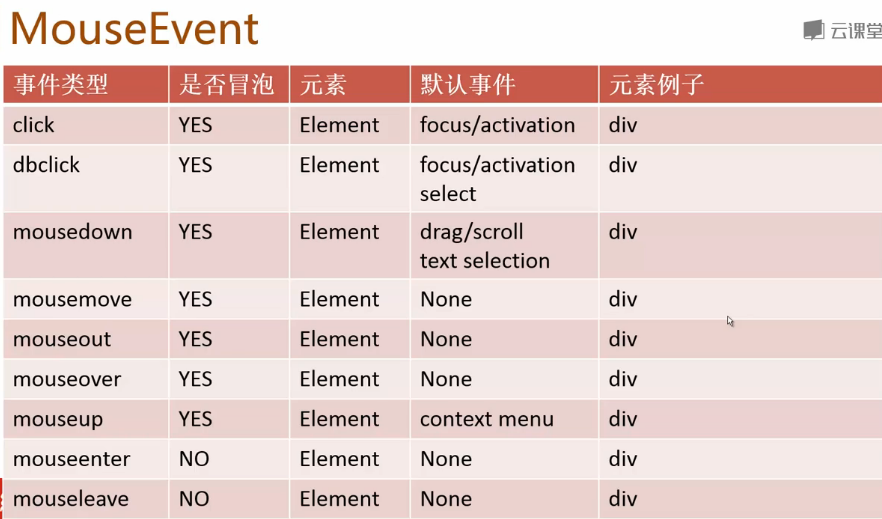 MouseEvent
云课堂
事件类型 是否冒泡 元素 默认事件 元素例子
click YES Element focus/activation div
dbclick YES Element focus/activation div
select
mousedown YES Element drag/scroll div
text selection
mousemove YES Element None div
mouseout YES Element None div
mouseover YES Element None div
mouseup YES Element context menu div
mouseenter NO Element None div
mouseleave NO Element None div